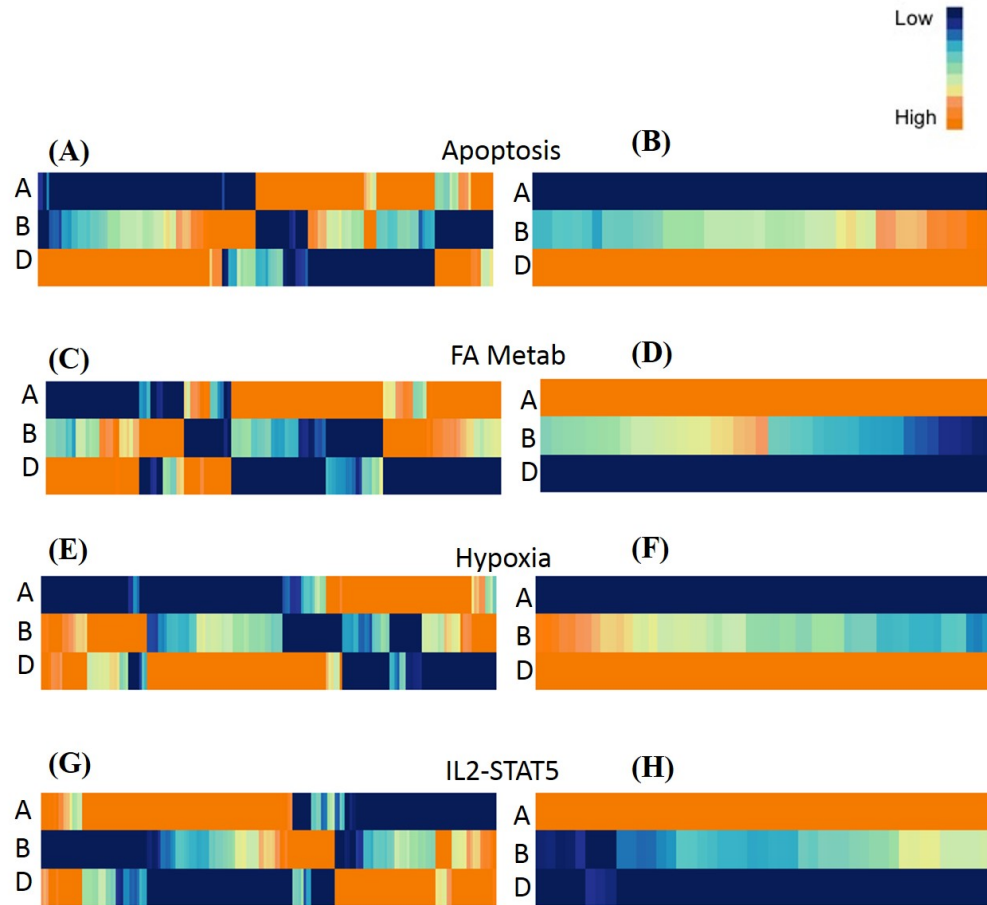 Low
High
(A)
Apoptosis
(B)
A
B
D
A
B
D
(C)
FA Metab
(D)
A
B
D
A
B
D
(E)
Hypoxia
(F)
A
B
D
A
B
D
(G)
IL2-STAT5
(H)
A
B
D
A
B
D